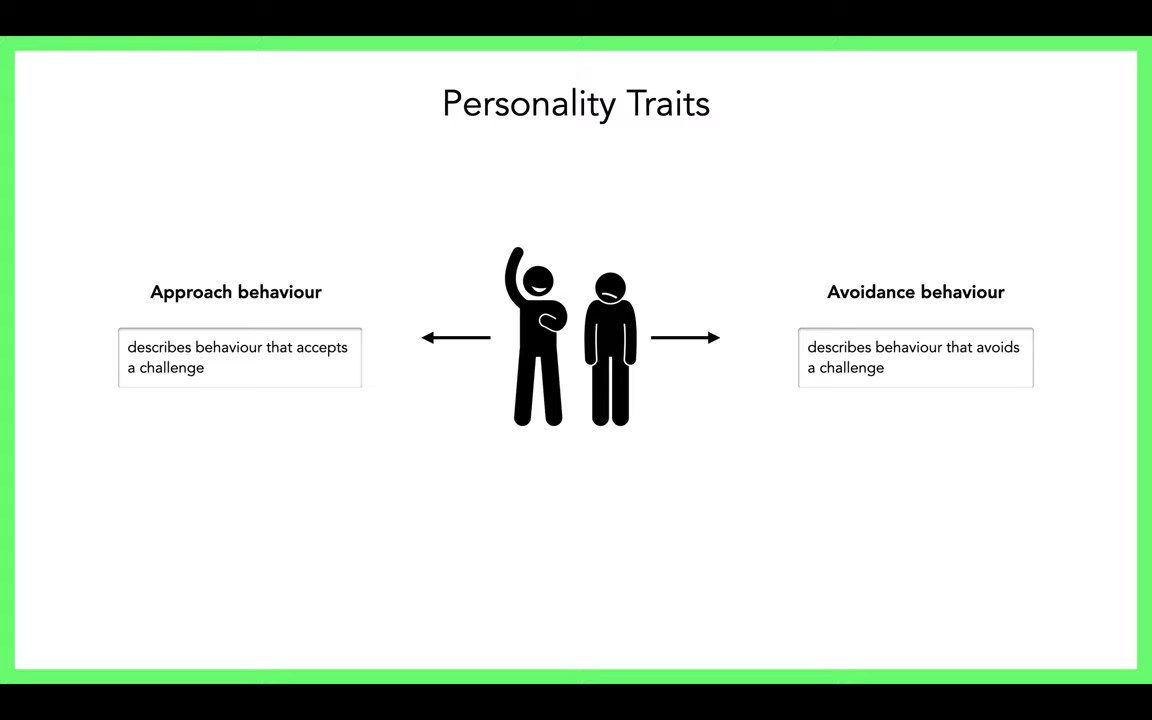 Personality Traits
Approach behaviour
describes behaviour that accepts
a challenge
Avoidance behaviour
describes behaviour that avoids
a challenge